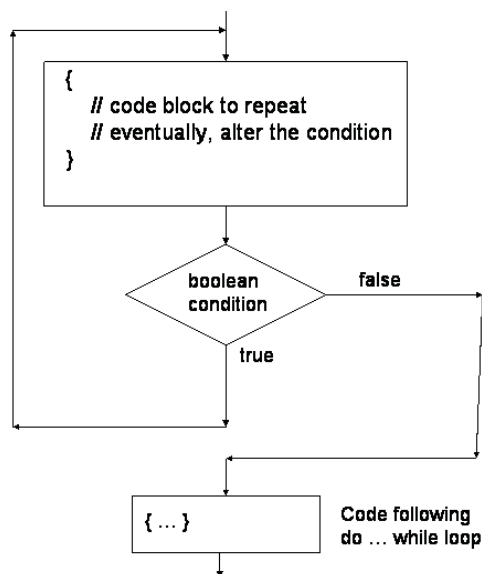 {
// code block to repeat
// eventually, alter the condition
}
boolean
condition
false
true
{ ... }
Code following
do ... while loop